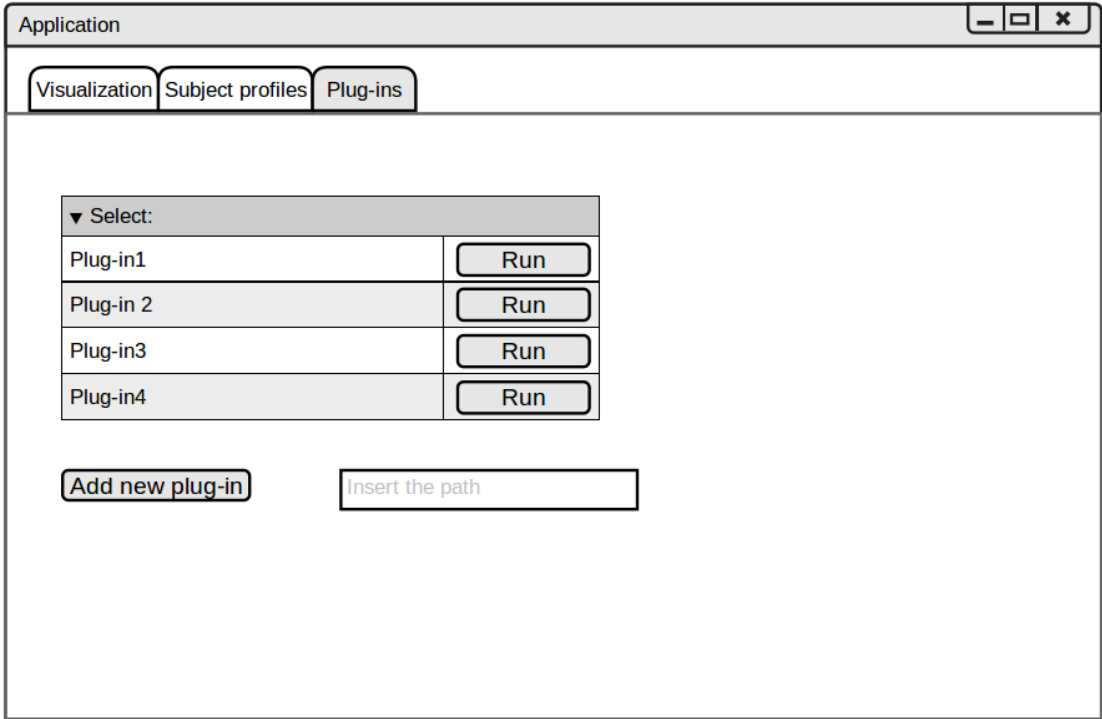 Application
Visualization Subject profiles Plug-ins
▼ Select:
Plug-in1 Run
Plug-in 2 Run
Plug-in3 Run
Plug-in4 Run
Add new plug-in Insert the path